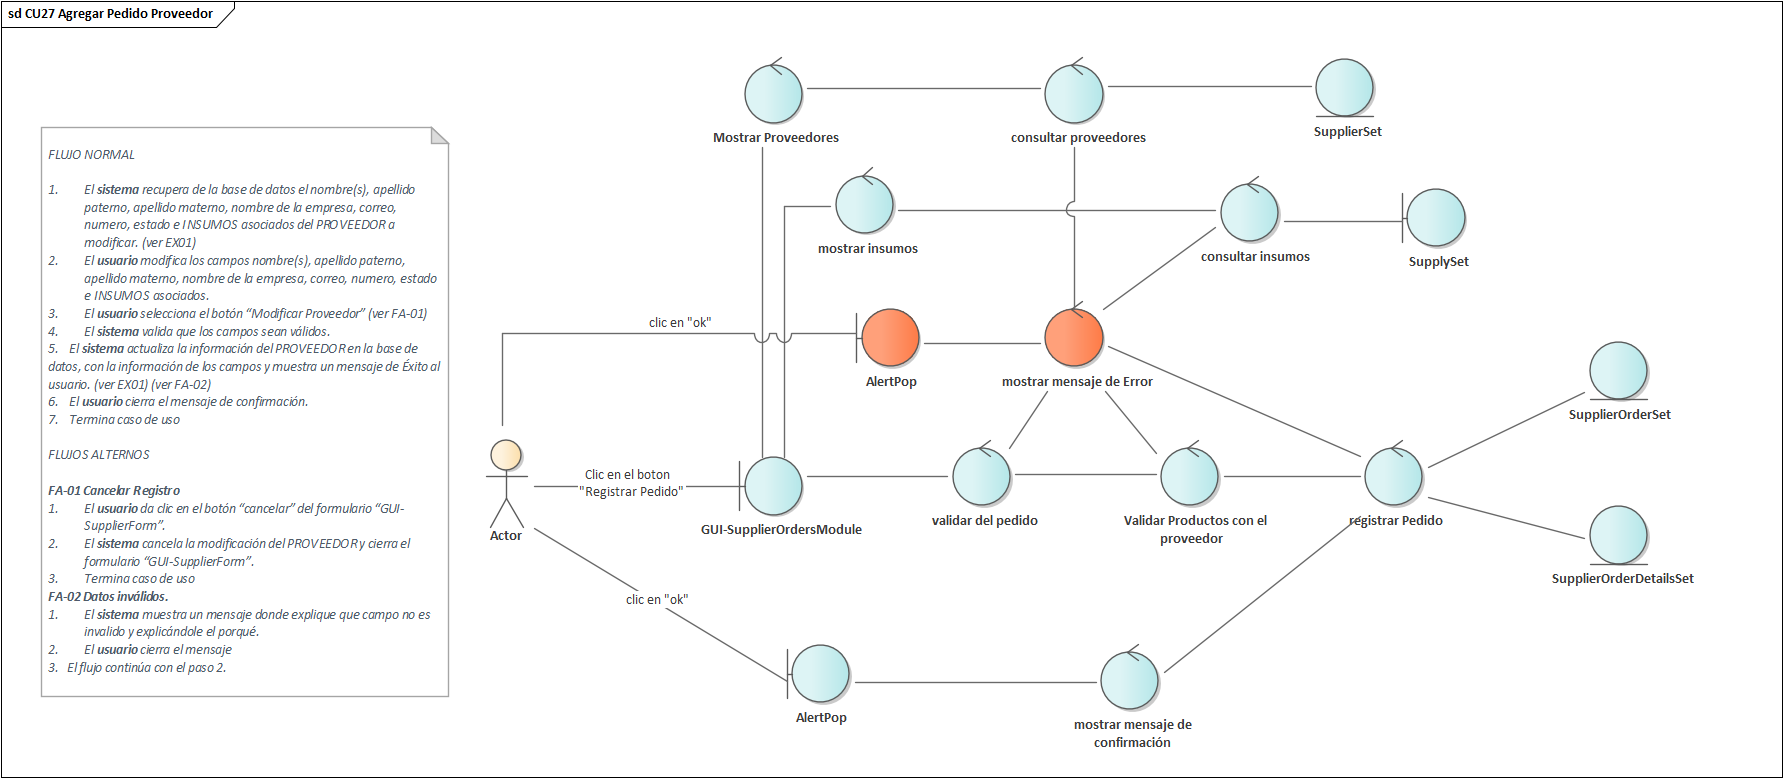 sd CU27 Agregar Pedido Proveedor
FLUJO NORMAL
1. El sistema recupera de la base de datos el nombre(s), apellido
paterno, apellido materno, nombre de la empresa, correo,
numero, estado e INSUMOS asociados del PROVEEDOR a
modificar. (ver EX01)
2. El usuario modifica los campos nombre(s), apellido paterno,
apellido materno, nombre de la empresa, correo, numero, estado
e INSUMOS asociados.
3. El usuario selecciona el botón “Modificar Proveedor” (ver FA-01)
4. El sistema valida que los campos sean válidos.
5. El sistema actualiza la información del PROVEEDOR en la base de
datos, con la información de los campos y muestra un mensaje de Éxito al
usuario. (ver EX01) (ver FA-02)
6. El usuario cierra el mensaje de confirmación.
7. Termina caso de uso
FLUJOS ALTERNOS
FA-01 Cancelar Registro
1. El usuario da clic en el botón “cancelar” del formulario “GUI-
SupplierForm”.
2. El sistema cancela la modificación del PROVEEDOR y cierra el
formulario “GUI-SupplierForm”.
3. Termina caso de uso
FA-02 Datos inválidos.
1. El sistema muestra un mensaje donde explique que campo no es
invalido y explicándole el porqué.
2. El usuario cierra el mensaje
3. El flujo continúa con el paso 2.
Mostrar Proveedores
consultar proveedores
SupplierSet
mostrar insumos
consultar insumos
SupplySet
clic en "ok"
AlertPop
mostrar mensaje de Error
SupplierOrderSet
Actor
Clic en el boton
"Registrar Pedido"
GUI-SupplierOrdersModule
validar del pedido
Validar Productos con el
proveedor
registrar Pedido
SupplierOrderDetailsSet
clic en "ok"
AlertPop
mostrar mensaje de
confirmación